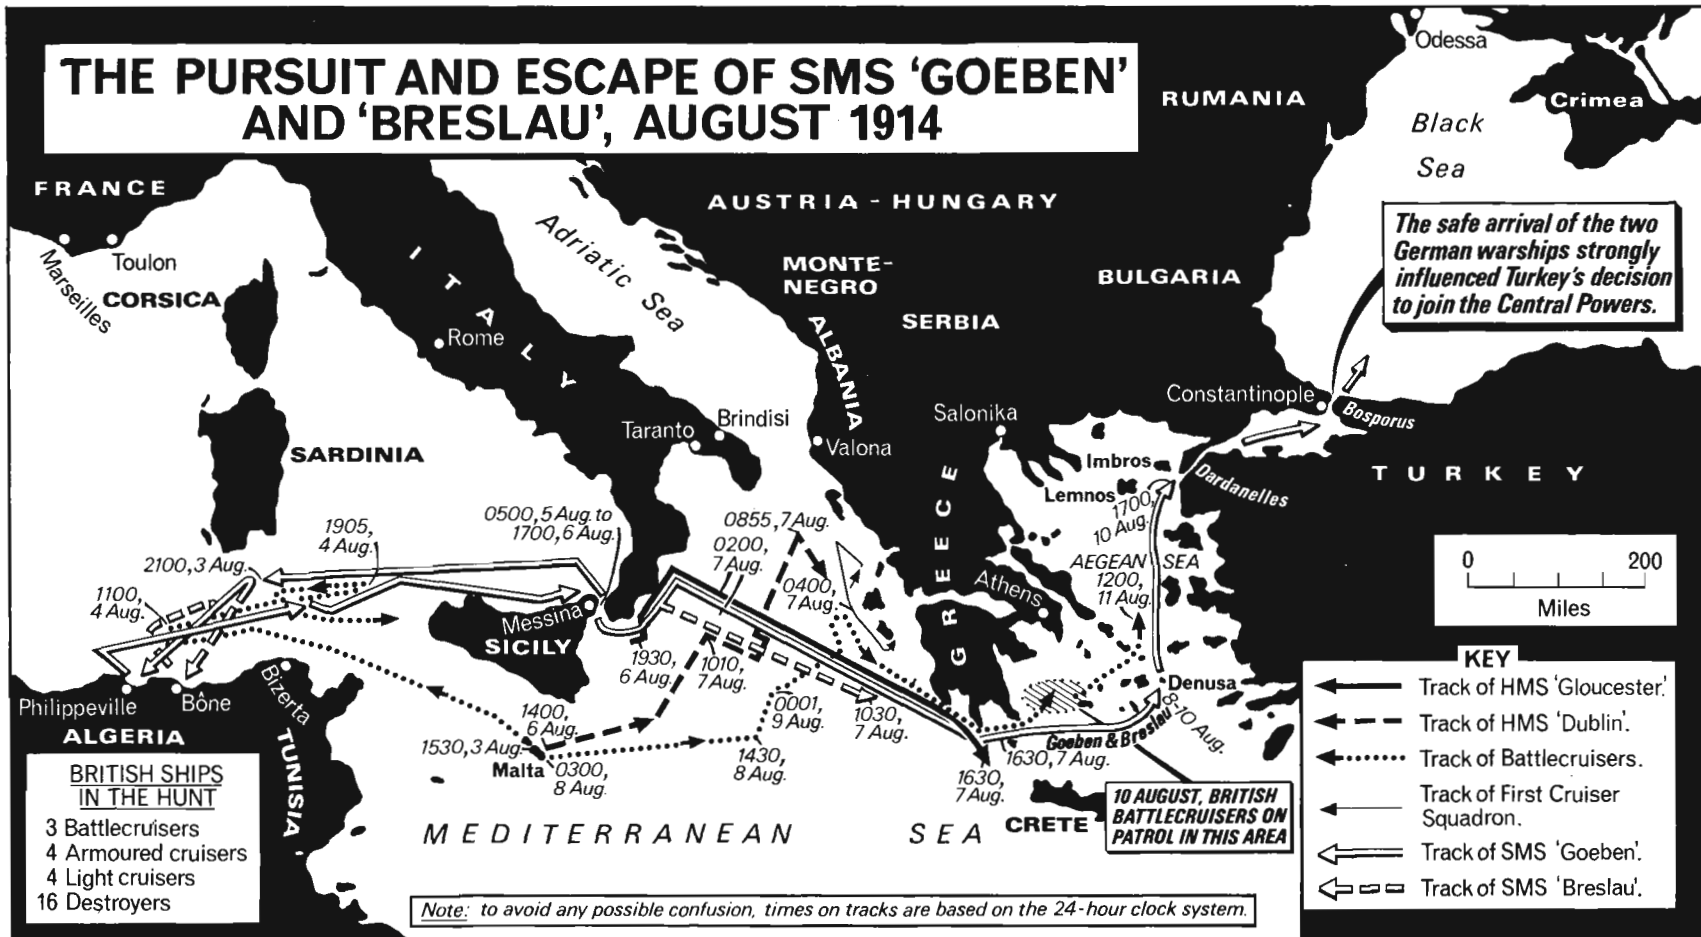 THE PURSUIT AND ESCAPE OF SMS ‘GOEBEN’
AND ‘BRESLAU’, AUGUST 1914
Odessa
RUMANIA
Crimea
Black
Sea
FRANCE
AUSTRIA - HUNGARY
The safe arrival of the two
German warships strongly
influenced Turkey's decision
to join the Central Powers.
Marseilles
Toulon
CORSICA
ITALY
Adriatic Sea
MONTE-
NEGRO
BULGARIA
SERBIA
ALBANIA
Rome
Constantinople
Bosporus
Salonika
Taranto
Brindisi
Valona
SARDINIA
Imbros
Lemnos
Dardanelles
TURKEY
GREECE
1700,
10 Aug.
0500, 5 Aug. to
1700, 6 Aug.
0855, 7 Aug.
0200,
7 Aug.
1905,
4 Aug.
2100, 3 Aug.
1100,
4 Aug.
0400,
7 Aug.
AEGEAN SEA
1200,
11 Aug.
Athens
0 200
Miles
Messina
SICILY
1930,
6 Aug.
1010,
7 Aug.
Philippeville
Bône
Bizerta
ALGERIA
TUNISIA
1400,
6 Aug.
1530, 3 Aug.
Malta
0300,
8 Aug.
0001,
9 Aug.
1430,
8 Aug.
1030,
7 Aug.
1630,
7 Aug.
1630, 7 Aug.
Goeben & Breslau
8-10 Aug.
Denusa
CRETE
10 AUGUST, BRITISH
BATTLECRUISERS ON
PATROL IN THIS AREA
MEDITERRANEAN SEA
BRITISH SHIPS
IN THE HUNT
3 Battlecruisers
4 Armoured cruisers
4 Light cruisers
16 Destroyers
KEY
Track of HMS ‘Gloucester’.
Track of HMS ‘Dublin’.
Track of Battlecruisers.
Track of First Cruiser
Squadron.
Track of SMS ‘Goeben’.
Track of SMS ‘Breslau’.
Note: to avoid any possible confusion, times on tracks are based on the 24-hour clock system.